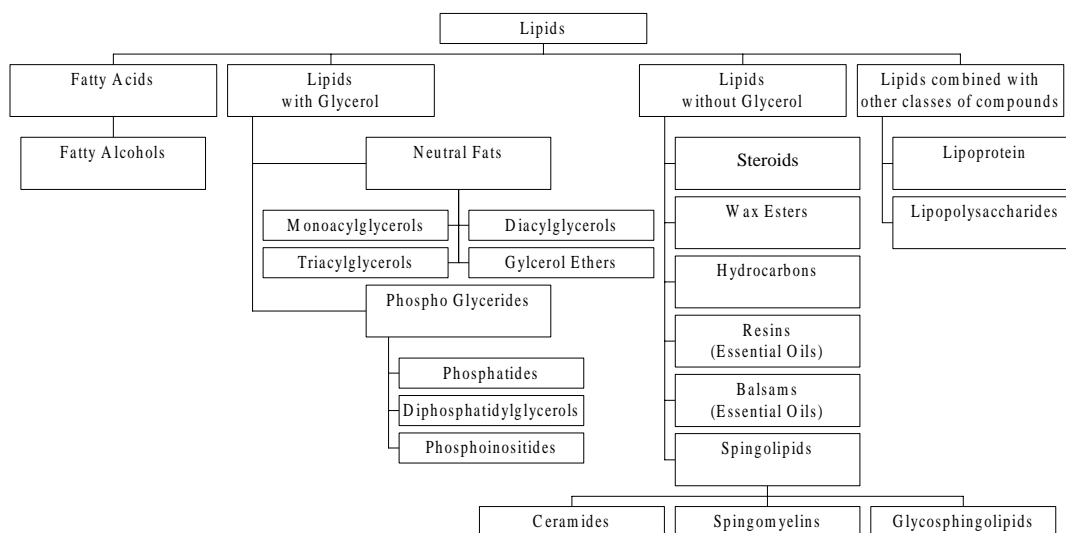 Lipids
Fatty Acids
Lipids
with Glycerol
Lipids
without Glycerol
Lipids combined with
other classes of compounds
Fatty Alcohols
Neutral Fats
Steroids
Lipoprotein
Monoacylglycerols
Diacylglycerols
Wax Esters
Lipopolysaccharides
Triacylglycerols
Gylcerol Ethers
Hydrocarbons
Phospho Glycerides
Resins
(Essential Oils)
Phosphatides
Balsams
(Essential Oils)
Diphosphatidylglycerols
Phosphoinositides
Spingolipids
Ceramides
Spingomyelins
Glycosphingolipids